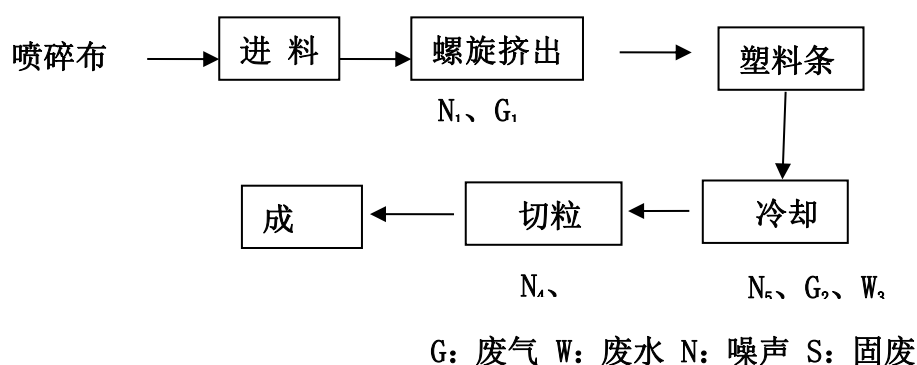 喷碎布 进 料 螺旋挤出 塑料条
N₁、G₁
成 切粒 冷却
N₄、 N₅、G₂、W₃
G：废气 W：废水 N：噪声 S：固废